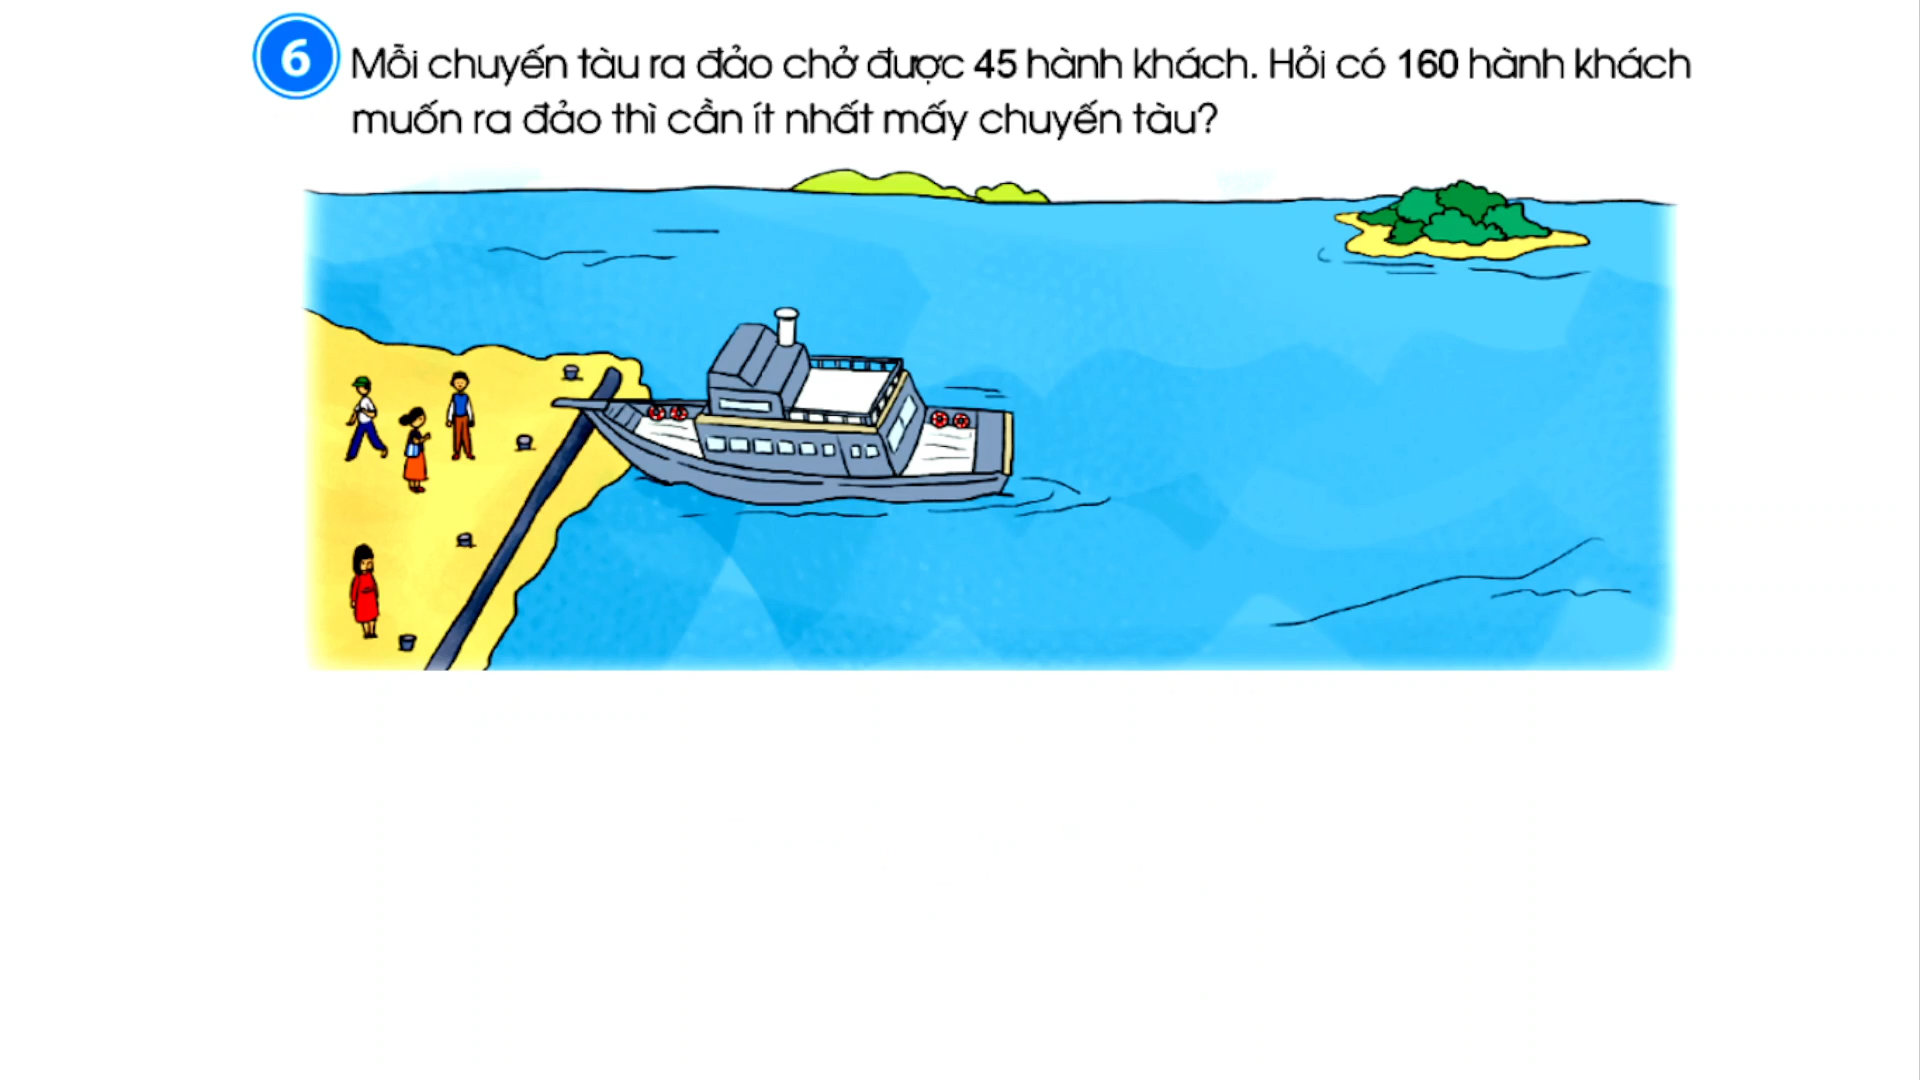 6 Mỗi chuyến tàu ra đảo chở được 45 hành khách. Hỏi có 160 hành khách
muốn ra đảo thì cần ít nhất mấy chuyến tàu?